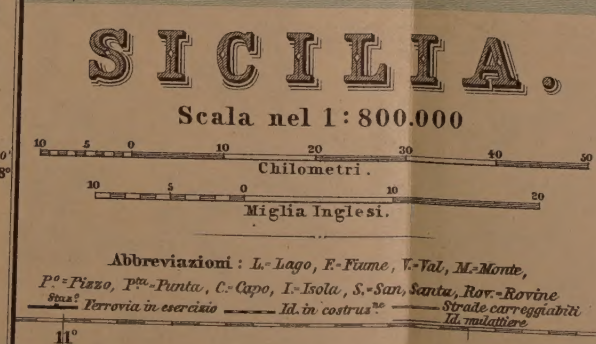 SICILIA.
Scala nel 1:800.000
10 5 0 10 20 30 40 50
Chilometri.
10 5 0 10 20
Miglia Inglesi.
Abbreviazioni: L.=Lago, F.=Fiume, V.=Val, M.=Monte,
P.º=Pizzo, P.ta=Punta, C.=Capo, I.=Isola, S.=San, Santa, Rov.=Rovine
Staz.e Ferrovia in esercizio Id. in costruz.ne Strade carreggiabili
Id. mulattiere
11°